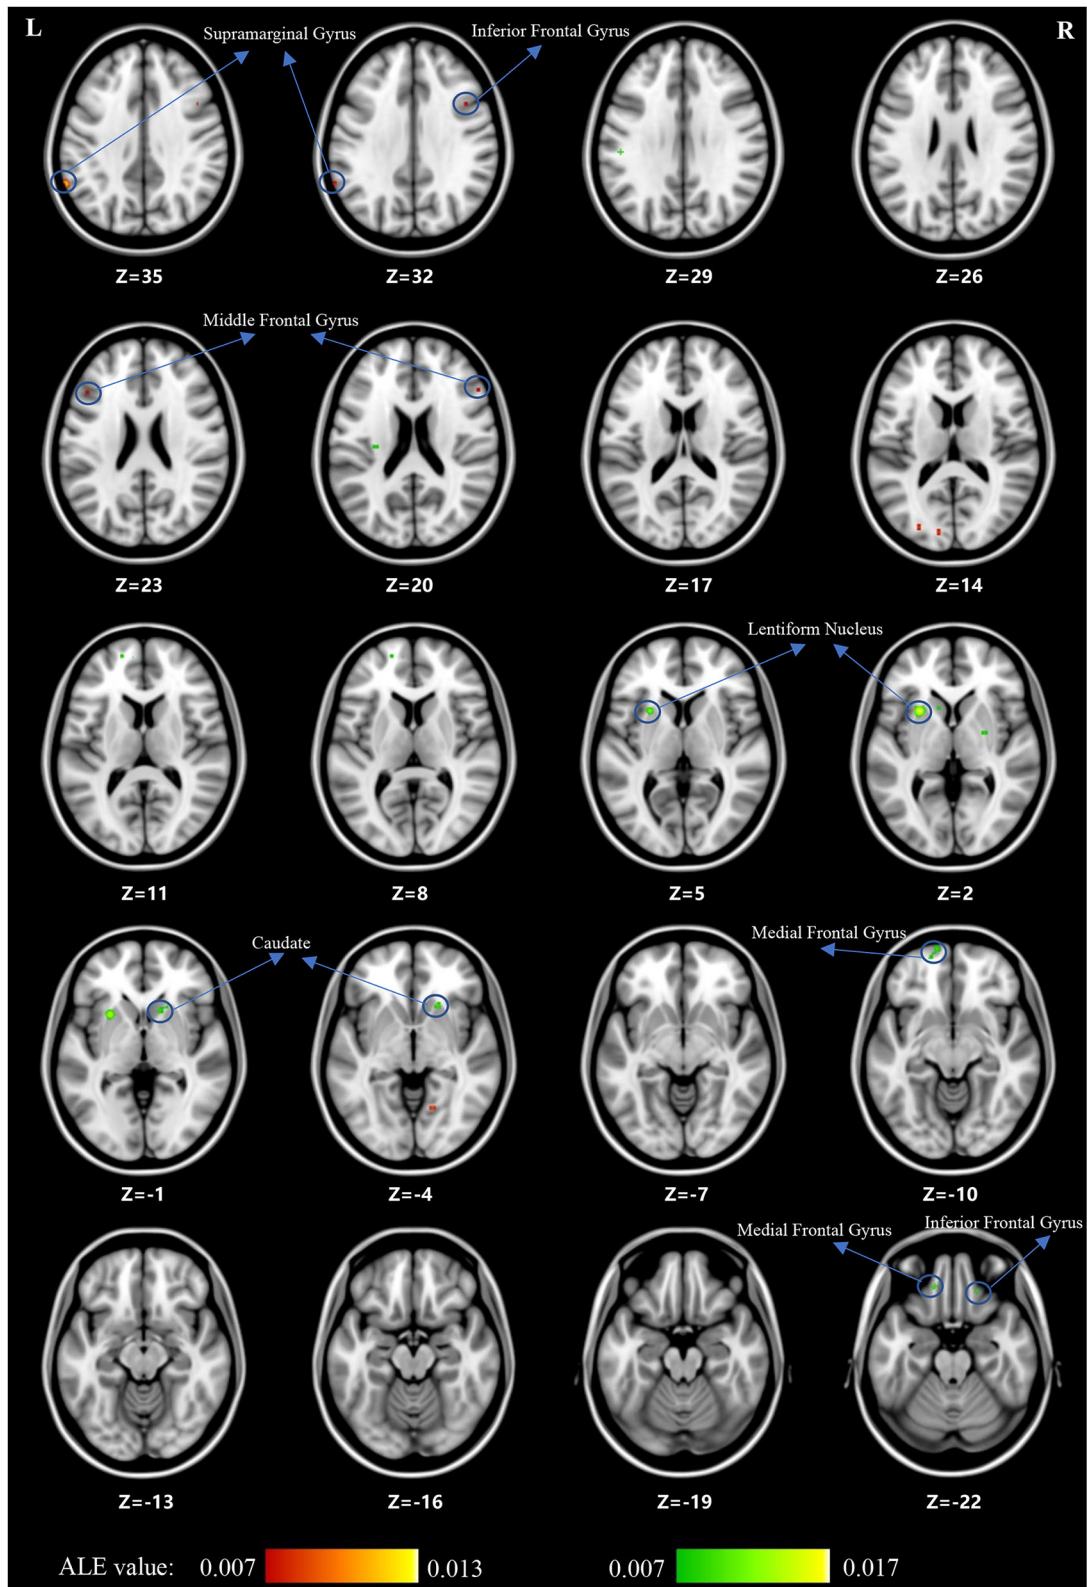 L
R
Supramarginal Gyrus
Inferior Frontal Gyrus
Z=35
Z=32
Z=29
Z=26
Middle Frontal Gyrus
Z=23
Z=20
Z=17
Z=14
Lentiform Nucleus
Z=11
Z=8
Z=5
Z=2
Caudate
Medial Frontal Gyrus
Z=-1
Z=-4
Z=-7
Z=-10
Medial Frontal Gyrus
Inferior Frontal Gyrus
Z=-13
Z=-16
Z=-19
Z=-22
ALE value: 0.007 0.013 0.007 0.017